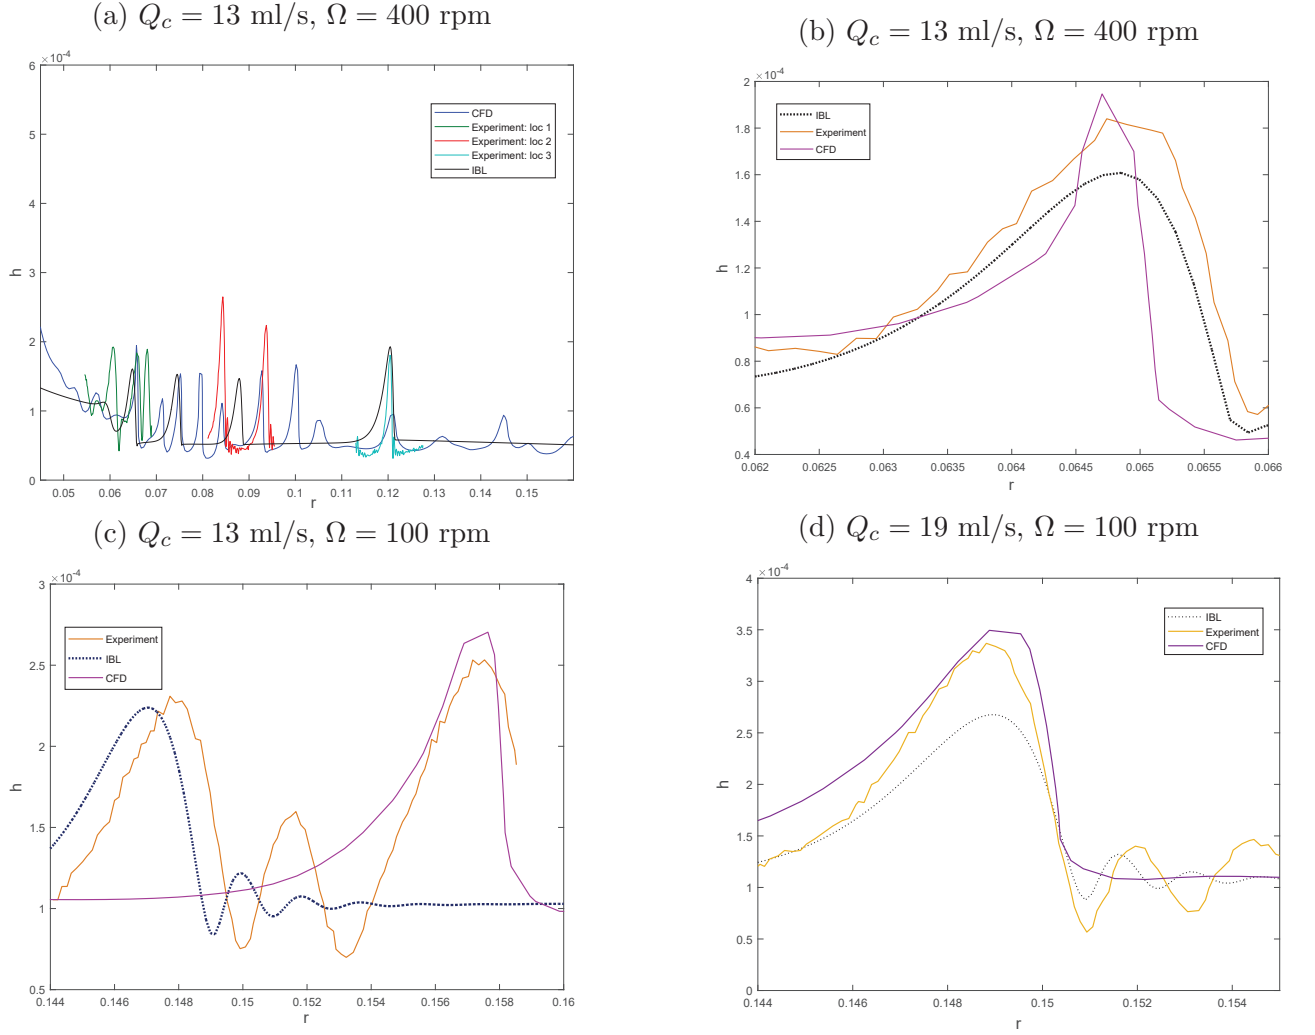 (a) Q_c = 13 ml/s, Ω = 400 rpm
×10^-4
6
5
4
3
2
1
0
h
0.05 0.06 0.07 0.08 0.09 0.1 0.11 0.12 0.13 0.14 0.15
r
CFD
Experiment: loc 1
Experiment: loc 2
Experiment: loc 3
IBL
(b) Q_c = 13 ml/s, Ω = 400 rpm
×10^-4
2
1.8
1.6
1.4
1.2
1
0.8
0.6
0.4
h
0.062 0.0625 0.063 0.0635 0.064 0.0645 0.065 0.0655 0.066
r
IBL
Experiment
CFD
(c) Q_c = 13 ml/s, Ω = 100 rpm
×10^-4
3
2.5
2
1.5
1
0.5
h
0.144 0.146 0.148 0.15 0.152 0.154 0.156 0.158 0.16
r
Experiment
IBL
CFD
(d) Q_c = 19 ml/s, Ω = 100 rpm
×10^-4
4
3.5
3
2.5
2
1.5
1
0.5
0
h
0.144 0.146 0.148 0.15 0.152 0.154
r
IBL
Experiment
CFD